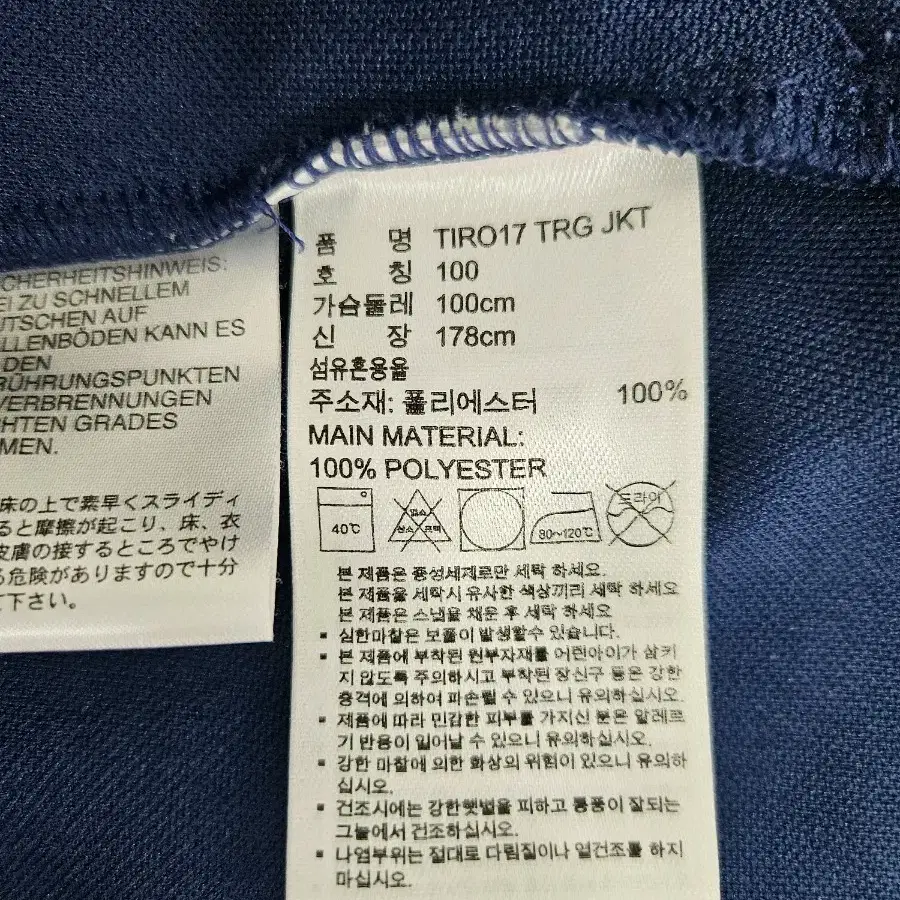 CHERHEITSHINWEIS:
EI ZU SCHNELLEM
UTSCHEN AUF
LLENBÖDEN KANN ES
DEN
RÜHRUNGSPUNKTEN
VERBRENNUNGEN
CHTEN GRADES
MEN.
床の上で素早くスライディ
ると摩擦が起こり、床、衣
皮膚の接するところでやけ
る危険がありますので十分
下さい。
품 명 TIRO17 TRG JKT
호 칭 100
가슴둘레 100cm
신 장 178cm
섬유혼용율
주소재: 폴리에스터 100%
MAIN MATERIAL:
100% POLYESTER
40℃
염소
산소 표백
80~120℃
드라이
본 제품은 중성세제로만 세탁 하세요.
본 제품을 세탁시 유사한 색상끼리 세탁 하세요
본 제품은 스냅을 채운 후 세탁 하세요
▪ 심한마찰은 보풀이 발생할수 있습니다.
▪ 본 제품에 부착된 원부자재를 어린아이가 삼키
지 않도록 주의하시고 부착된 장신구 등은 강한
충격에 의하여 파손될 수 있으니 유의하십시오.
▪ 제품에 따라 민감한 피부를 가지신 분은 알레르
기 반응이 일어날 수 있으니 유의하십시오.
▪ 강한 마찰에 의한 화상의 위험이 있으니 유의하
십시오.
▪ 건조시에는 강한햇볕을 피하고 통풍이 잘되는
그늘에서 건조하십시오.
▪ 나염부위는 절대로 다림질이나 열건조를 하지
마십시오.